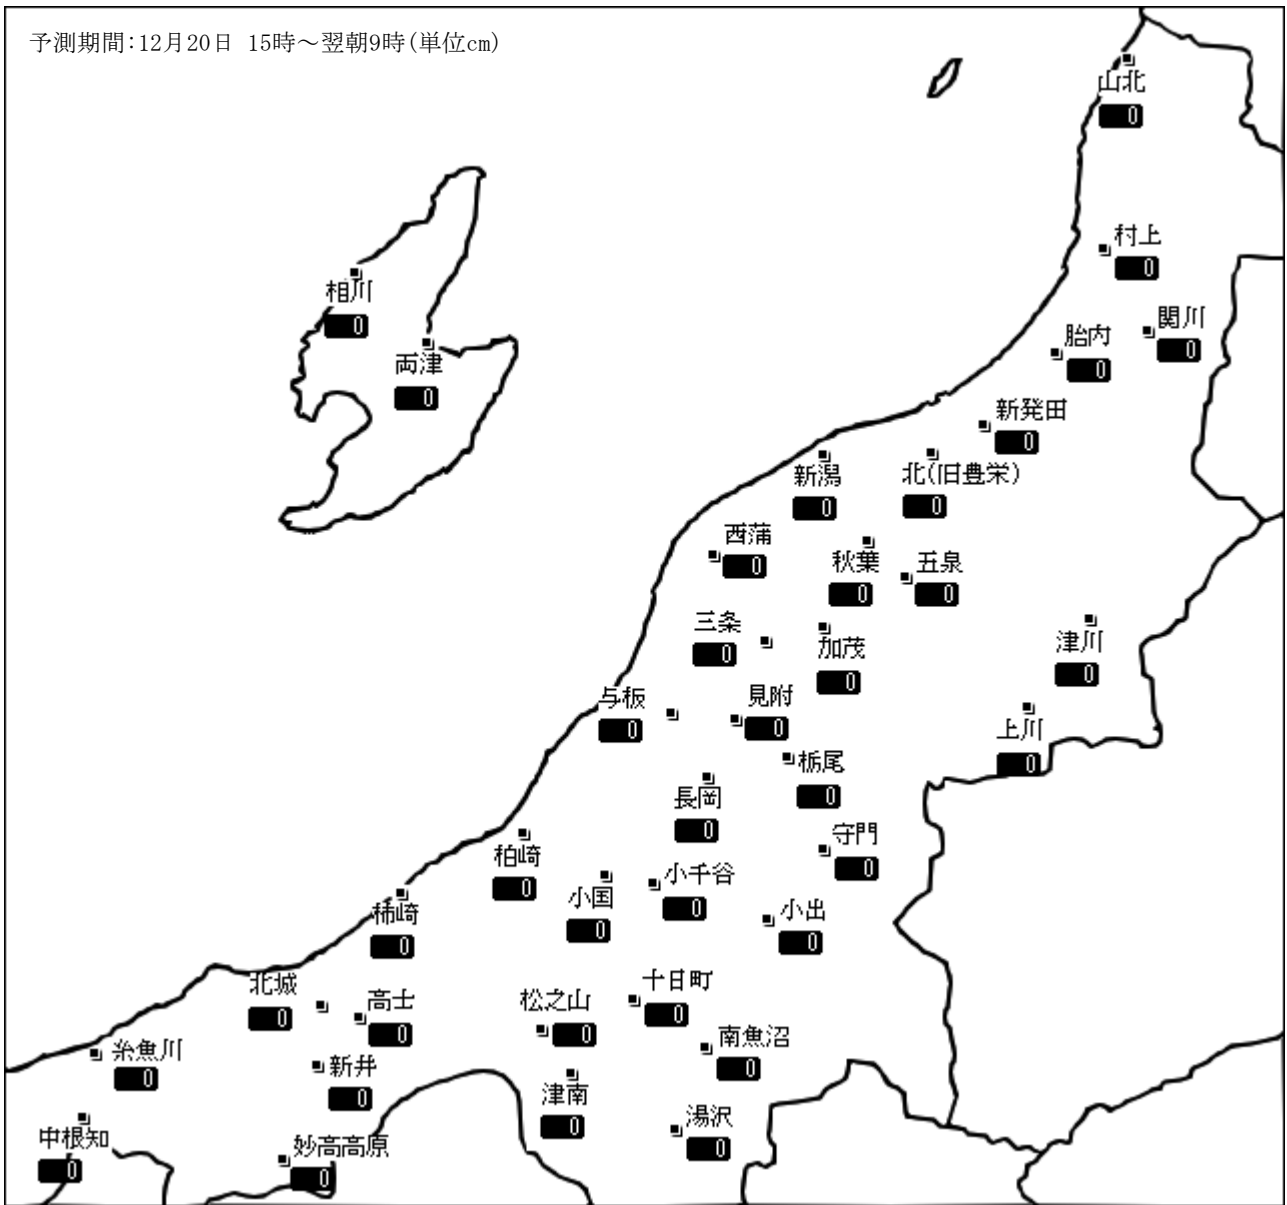 予測期間:12月20日 15時～翌朝9時(単位cm)
山北
0
村上
0
相川
0
関川
0
胎内
0
両津
0
新発田
0
新潟
0
北(旧豊栄)
0
西蒲
0
秋葉
0
五泉
0
三条
0
加茂
0
津川
0
与板
0
見附
0
上川
0
栃尾
0
長岡
0
守門
0
柏崎
0
小千谷
0
小国
0
小出
0
柿崎
0
北城
0
高士
0
松之山
0
十日町
0
南魚沼
0
糸魚川
0
新井
0
津南
0
湯沢
0
中根知
0
妙高高原
0